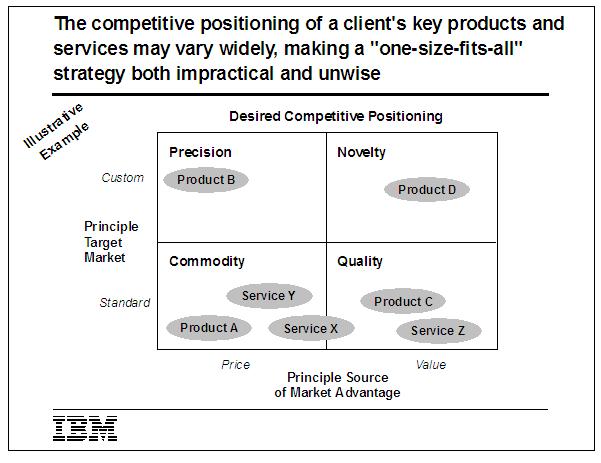 The competitive positioning of a client's key products and
services may vary widely, making a "one-size-fits-all"
strategy both impractical and unwise
Illustrative
Example
Desired Competitive Positioning
Precision
Novelty
Custom
Product B
Product D
Principle
Target
Market
Commodity
Quality
Standard
Service Y
Product C
Product A
Service X
Service Z
Price
Value
Principle Source
of Market Advantage
IBM